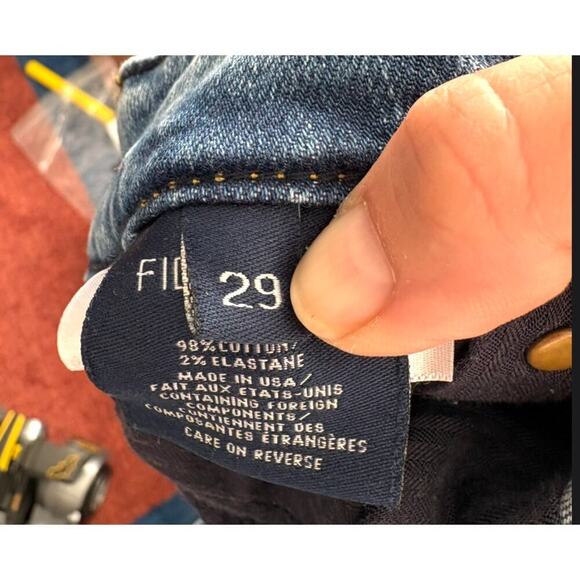 FID 29
98% COTTON/
2% ELASTANE
MADE IN USA/
FAIT AUX ETATS-UNIS
CONTAINING FOREIGN
COMPONENTS/
CONTIENNENT DES
COMPOSANTES ÉTRANGÈRES
CARE ON REVERSE